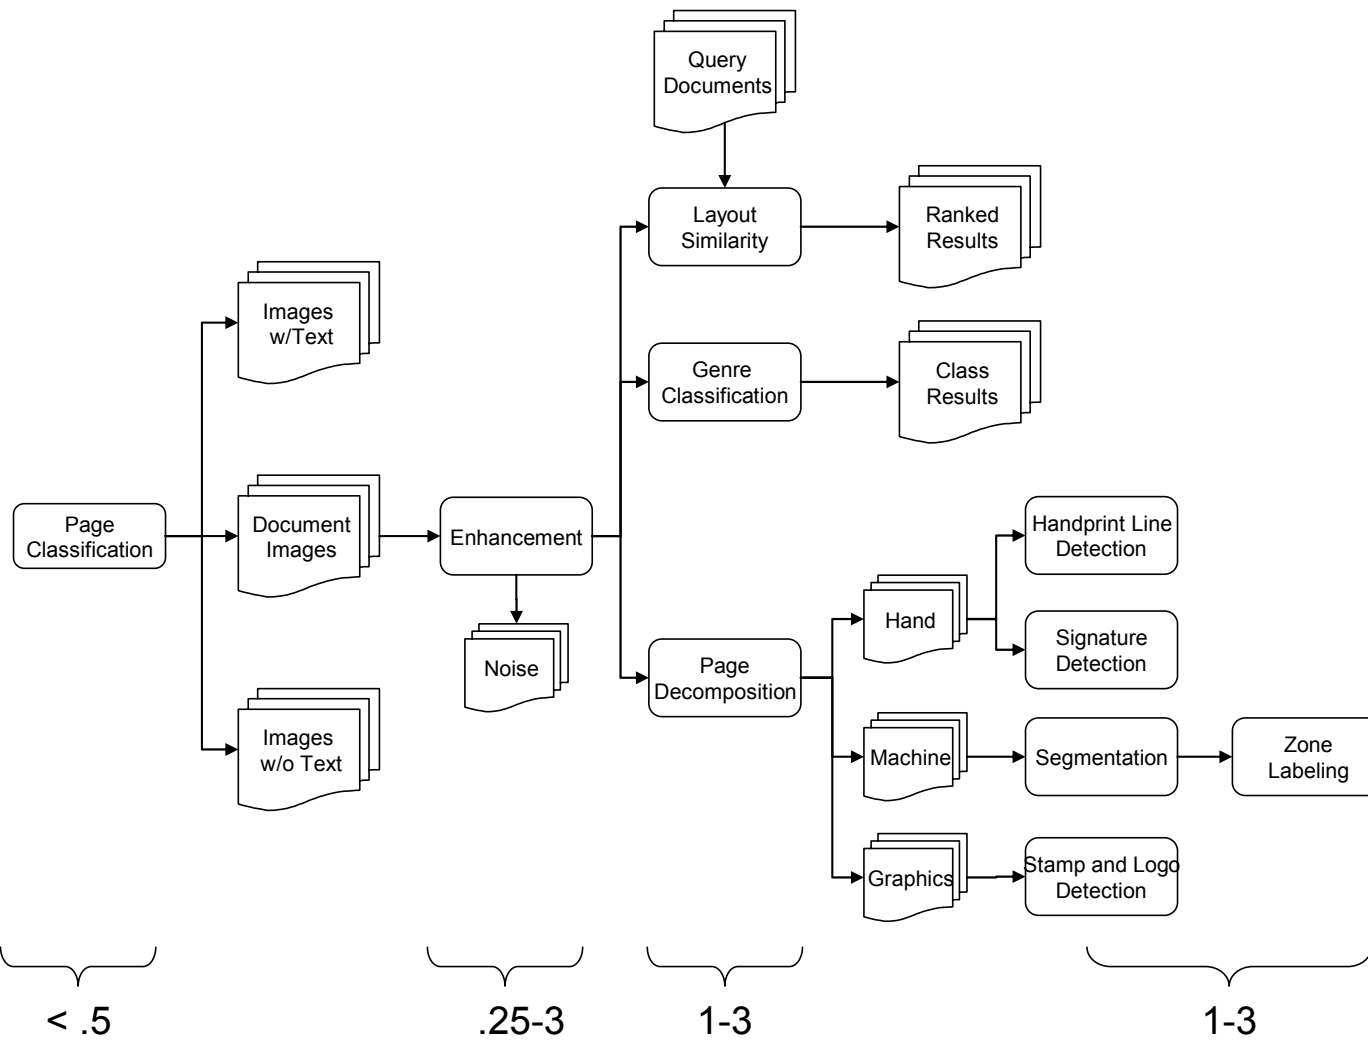 Query
Documents
Layout
Similarity
Ranked
Results
Images
w/Text
Genre
Classification
Class
Results
Page
Classification
Document
Images
Enhancement
Handprint Line
Detection
Hand
Signature
Detection
Noise
Page
Decomposition
Images
w/o Text
Machine
Segmentation
Zone
Labeling
Graphics
Stamp and Logo
Detection
< .5
.25-3
1-3
1-3